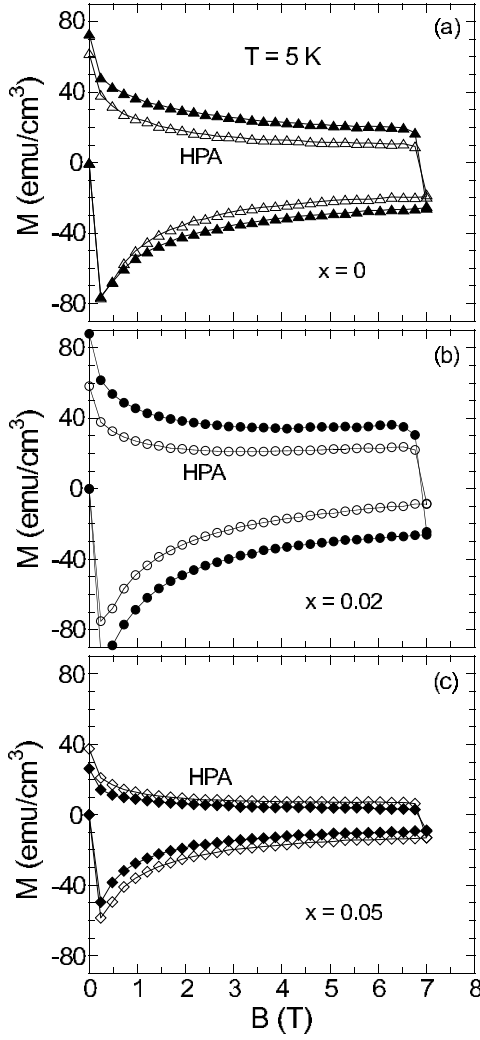 (a)
T = 5 K
80
40
0
-40
-80
M (emu/cm³)
HPA
x = 0
(b)
80
40
0
-40
-80
M (emu/cm³)
HPA
x = 0.02
(c)
80
40
0
-40
-80
M (emu/cm³)
HPA
x = 0.05
0 1 2 3 4 5 6 7 8
B (T)